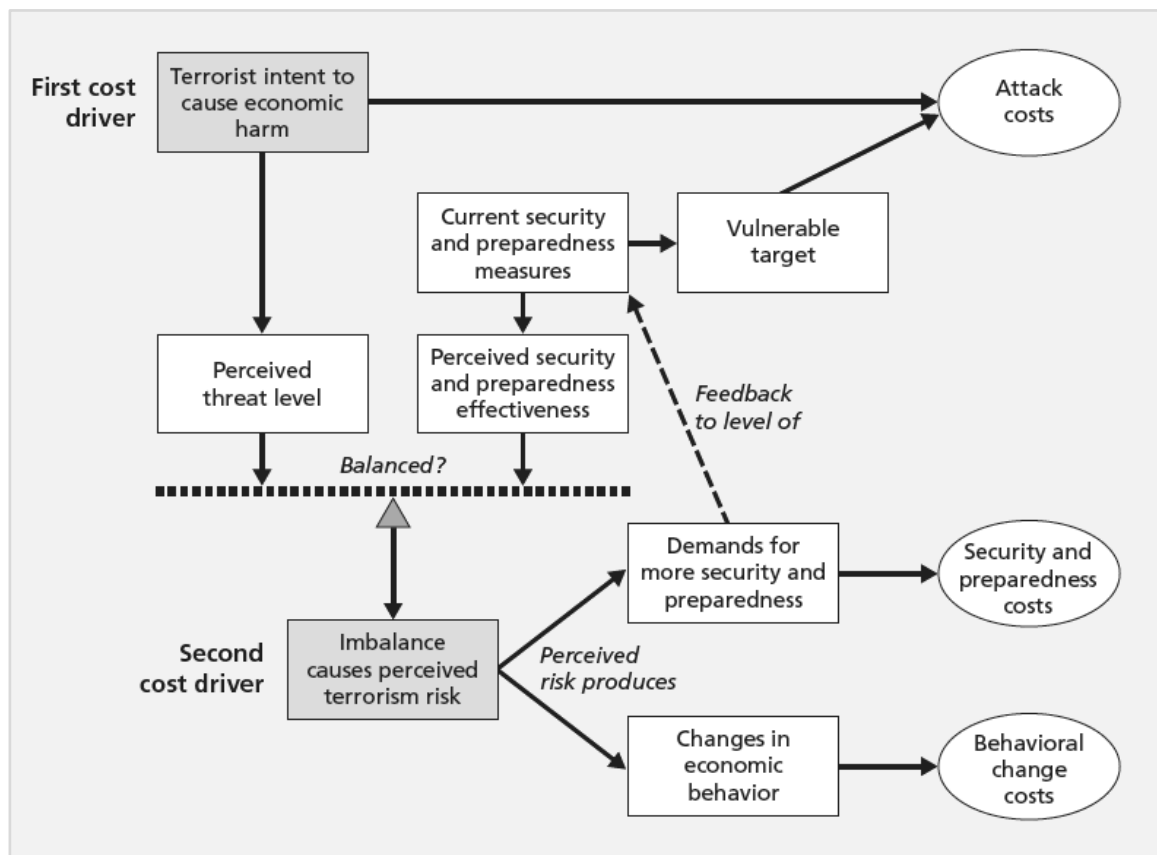 First cost
driver
Terrorist intent to
cause economic
harm
Attack
costs
Current security
and preparedness
measures
Vulnerable
target
Perceived
threat level
Perceived security
and preparedness
effectiveness
Feedback
to level of
Balanced?
Demands for
more security and
preparedness
Security and
preparedness
costs
Second
cost driver
Imbalance
causes perceived
terrorism risk
Perceived
risk produces
Changes in
economic
behavior
Behavioral
change
costs